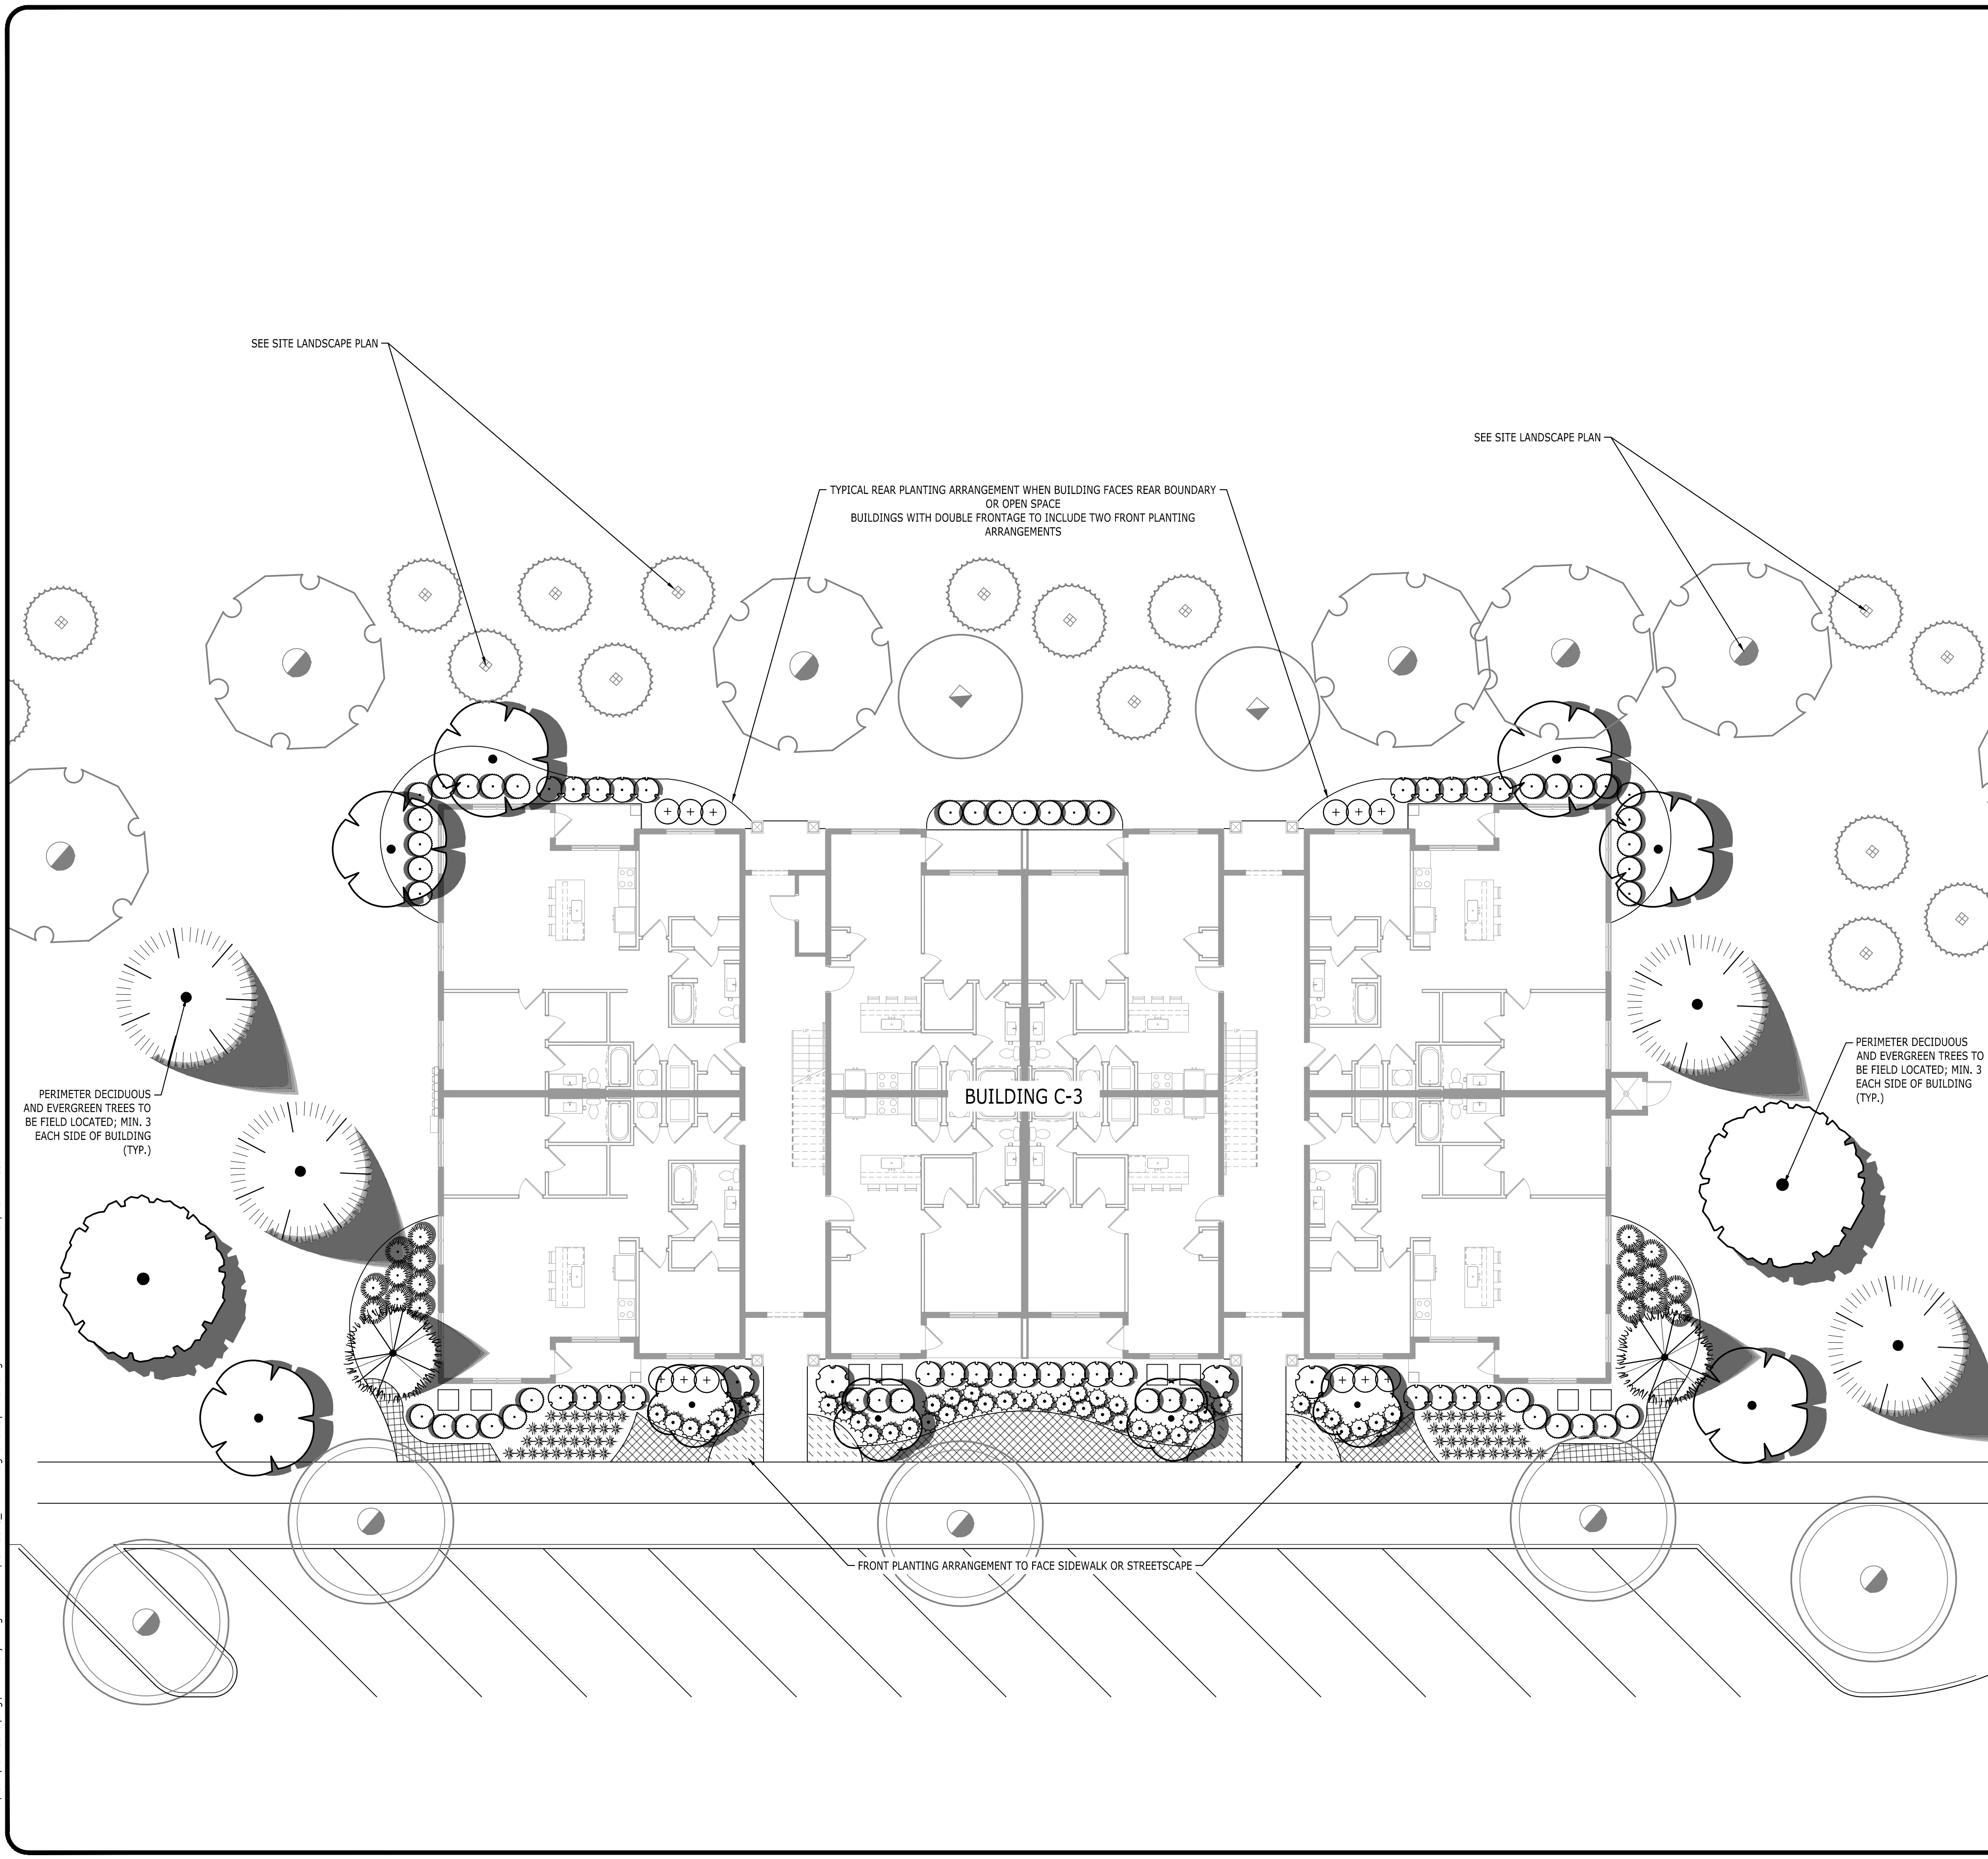 SEE SITE LANDSCAPE PLAN
SEE SITE LANDSCAPE PLAN
TYPICAL REAR PLANTING ARRANGEMENT WHEN BUILDING FACES REAR BOUNDARY
OR OPEN SPACE
BUILDINGS WITH DOUBLE FRONTAGE TO INCLUDE TWO FRONT PLANTING
ARRANGEMENTS
UP
UP
PERIMETER DECIDUOUS
AND EVERGREEN TREES TO
BE FIELD LOCATED; MIN. 3
EACH SIDE OF BUILDING
(TYP.)
PERIMETER DECIDUOUS
AND EVERGREEN TREES TO
BE FIELD LOCATED; MIN. 3
EACH SIDE OF BUILDING
(TYP.)
BUILDING C-3
FRONT PLANTING ARRANGEMENT TO FACE SIDEWALK OR STREETSCAPE